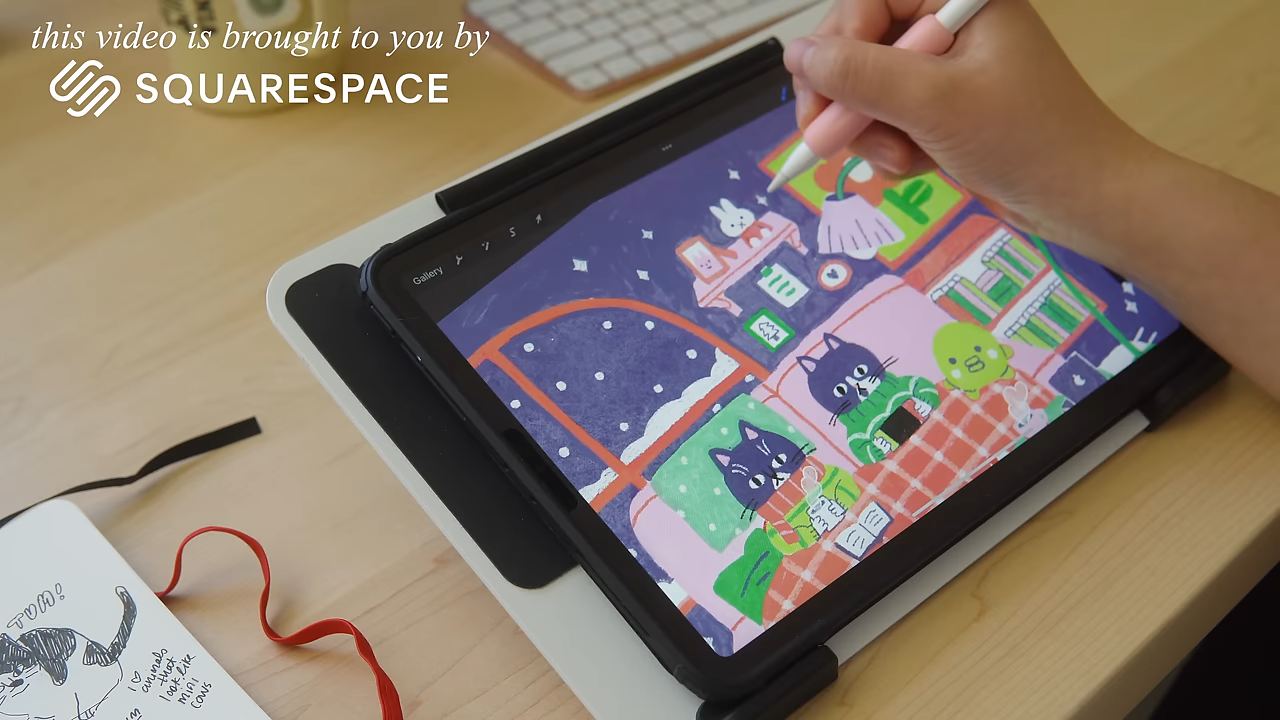 this video is brought to you by
SQUARESPACE
Gallery
i ♡
animals
that
look like
mini
cows